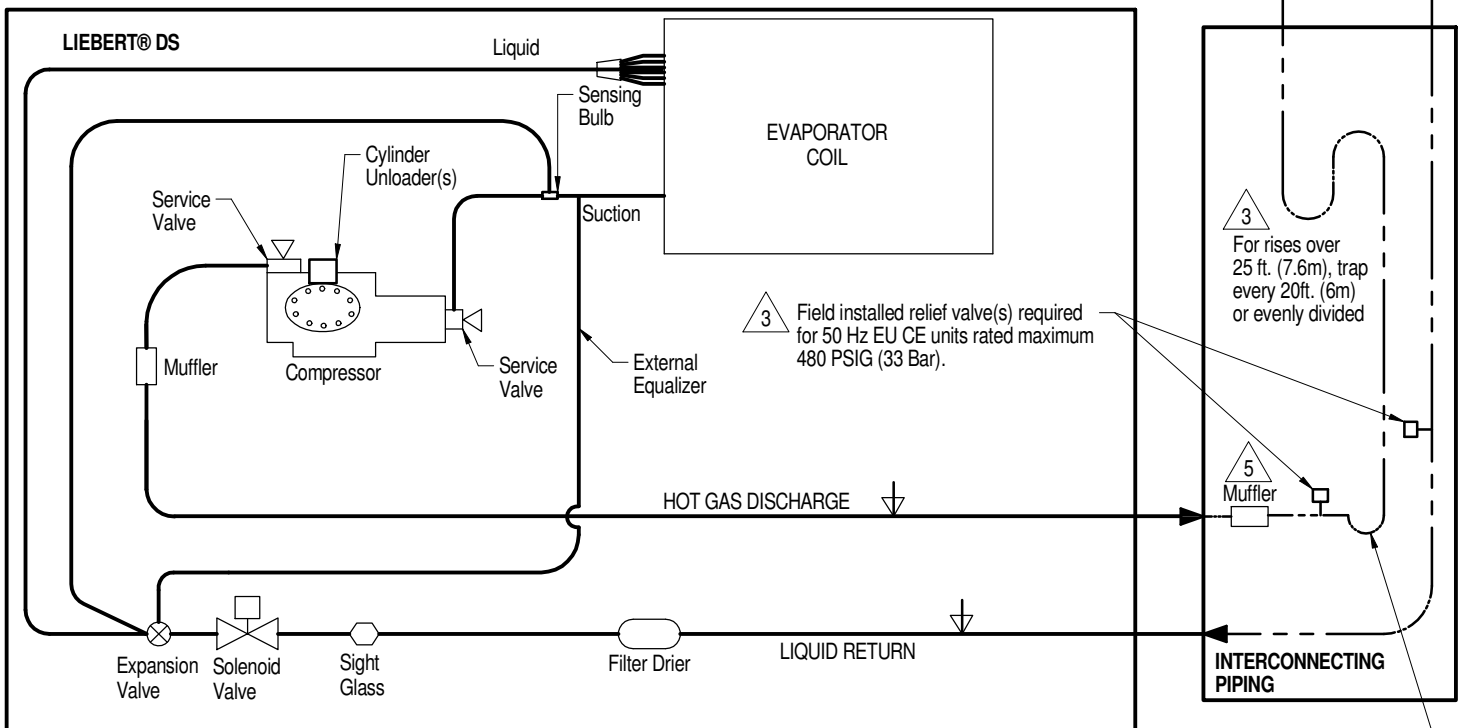 LIEBERT® DS
Liquid
Sensing
Bulb
EVAPORATOR
COIL
Cylinder
Unloader(s)
Service
Valve
Suction
3
For rises over
25 ft. (7.6m), trap
every 20ft. (6m)
or evenly divided
3
Field installed relief valve(s) required
for 50 Hz EU CE units rated maximum
480 PSIG (33 Bar).
Muffler
Compressor
Service
Valve
External
Equalizer
5
Muffler
HOT GAS DISCHARGE
Expansion
Valve
Solenoid
Valve
Sight
Glass
Filter Drier
LIQUID RETURN
INTERCONNECTING
PIPING